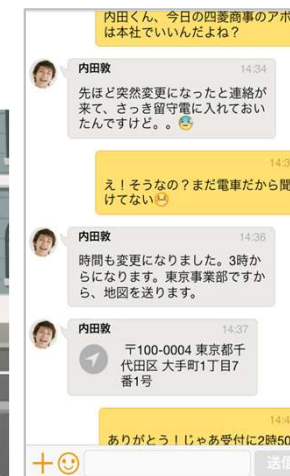 内田くん、今日の四菱商事のアポ
は本社でいいんだよね？
内田敦
14:34
先ほど突然変更になったと連絡が
来て、さっき留守電に入れておい
たんですけど。。
14:3
え！そうなの？まだ電車だから聞
けてない
内田敦
14:36
時間も変更になりました。3時か
らになります。東京事業部ですか
ら、地図を送ります。
内田敦
14:37
〒100-0004 東京都千
代田区 大手町1丁目7
番1号
14:4
ありがとう！じゃあ受付に2時50
送信